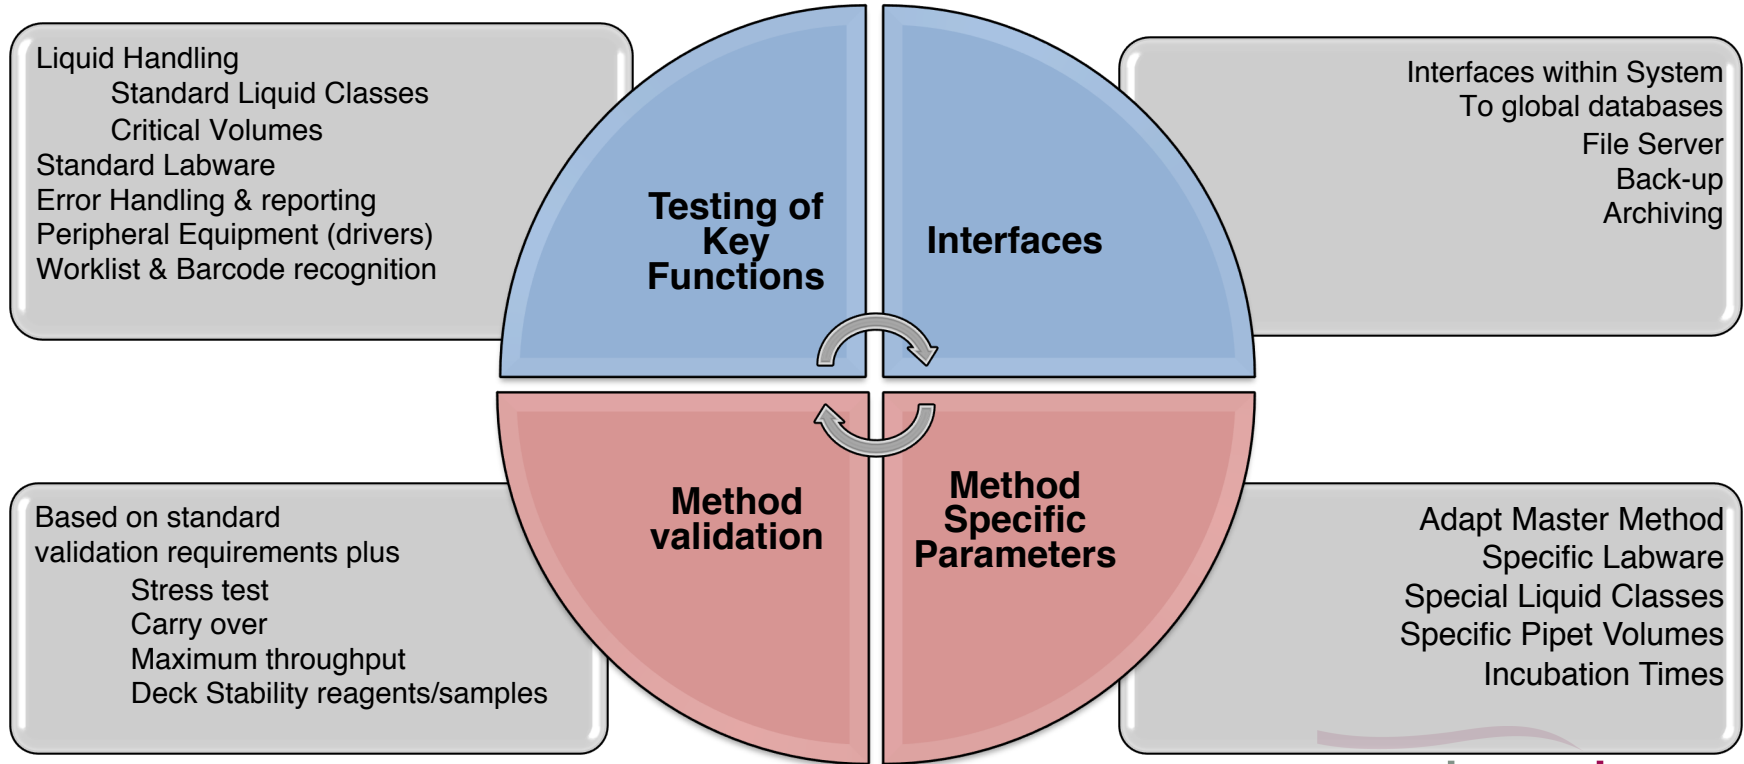 Liquid Handling
Standard Liquid Classes
Critical Volumes
Standard Labware
Error Handling & reporting
Peripheral Equipment (drivers)
Worklist & Barcode recognition
Testing of
Key
Functions
Interfaces
Interfaces within System
To global databases
File Server
Back-up
Archiving
Based on standard
validation requirements plus
Stress test
Carry over
Maximum throughput
Deck Stability reagents/samples
Method
validation
Method
Specific
Parameters
Adapt Master Method
Specific Labware
Special Liquid Classes
Specific Pipet Volumes
Incubation Times